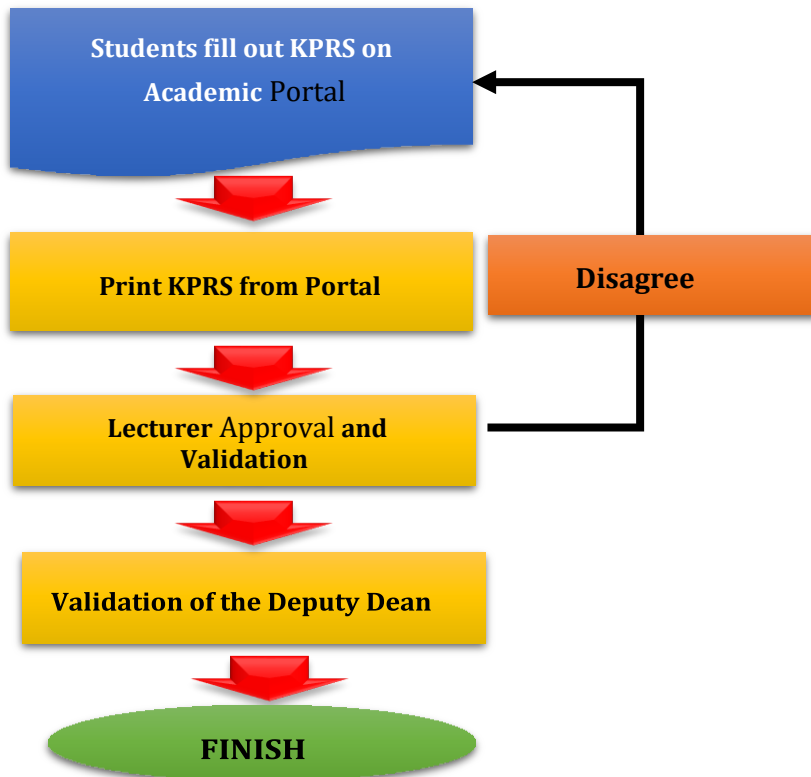 Students fill out KPRS on
Academic Portal
Print KPRS from Portal
Disagree
Lecturer Approval and
Validation
Validation of the Deputy Dean
FINISH